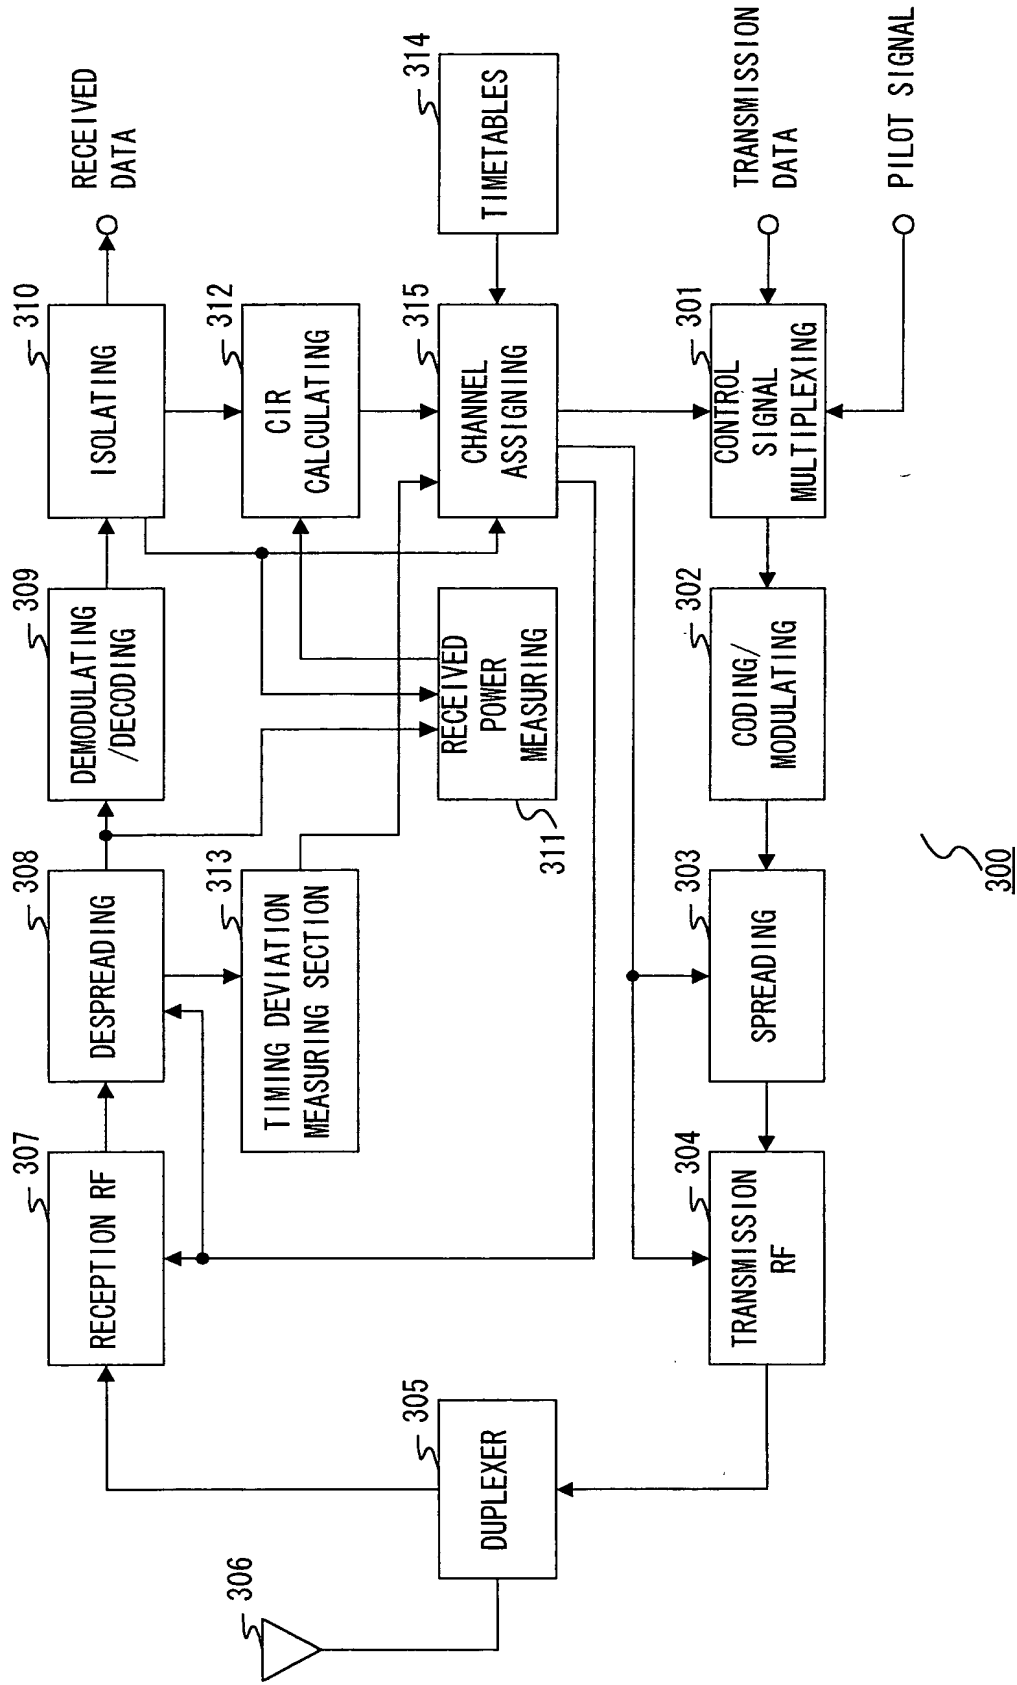 306
305
DUPLEXER
307
RECEPTION RF
308
DESPREADING
309
DEMODULATING
/DECODING
310
ISOLATING
RECEIVED
DATA
313
TIMING DEVIATION
MEASURING SECTION
312
CIR
CALCULATING
311
RECEIVED
POWER
MEASURING
315
CHANNEL
ASSIGNING
314
TIMETABLES
304
TRANSMISSION
RF
303
SPREADING
302
CODING/
MODULATING
301
CONTROL
SIGNAL
MULTIPLEXING
TRANSMISSION
DATA
PILOT SIGNAL
300